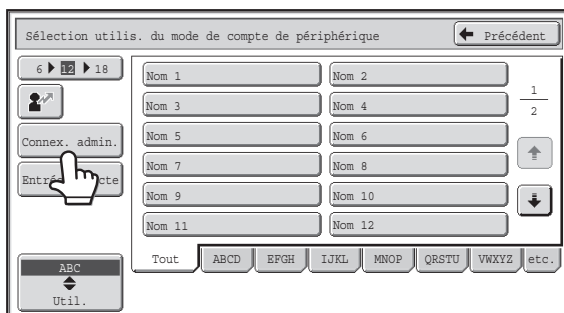 Sélection utilis. du mode de compte de périphérique
Précédent
6 12 18
Nom 1 Nom 2
1
2
Nom 3 Nom 4
Connex. admin.
Nom 5 Nom 6
Nom 7 Nom 8
Nom 9 Nom 10
Nom 11 Nom 12
Tout ABCD EFGH IJKL MNOP QRSTU VWXYZ etc.
ABC
Util.